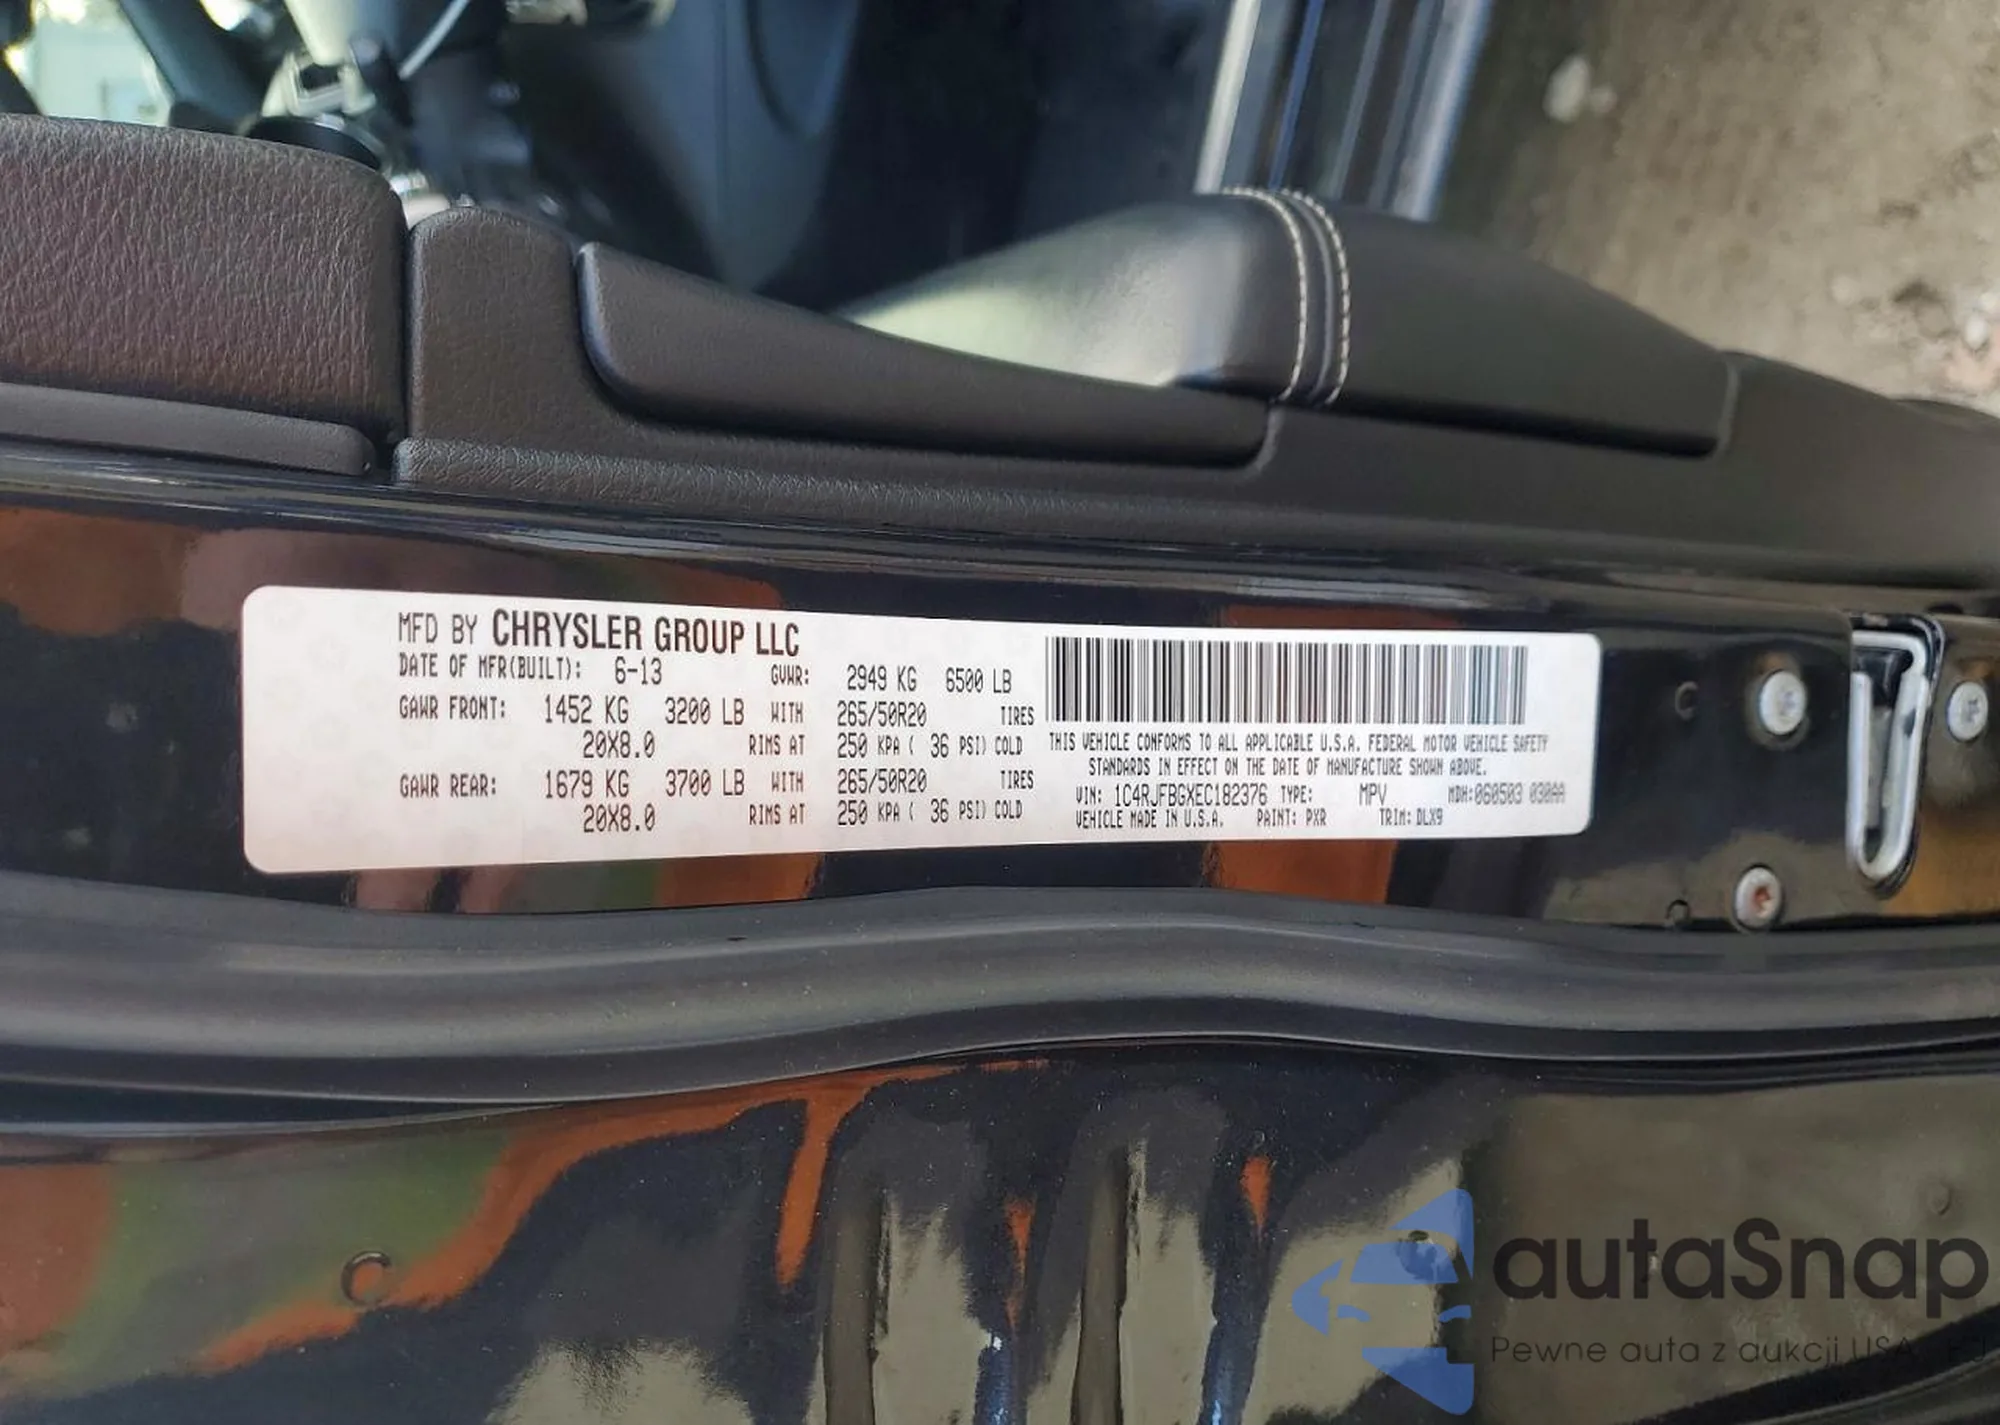 MFD BY CHRYSLER GROUP LLC
DATE OF MFR(BUILT): 6-13 GVWR: 2949 KG 6500 LB
GAWR FRONT: 1452 KG 3200 LB WITH 265/50R20 TIRES
20X8.0 RIMS AT 250 KPA ( 36 PSI) COLD
GAWR REAR: 1679 KG 3700 LB WITH 265/50R20 TIRES
20X8.0 RIMS AT 250 KPA ( 36 PSI) COLD
THIS VEHICLE CONFORMS TO ALL APPLICABLE U.S.A. FEDERAL MOTOR VEHICLE SAFETY
STANDARDS IN EFFECT ON THE DATE OF MANUFACTURE SHOWN ABOVE.
VIN: 1C4RJFBGXEC182376 TYPE: MPV MDH:060503 030AA
VEHICLE MADE IN U.S.A. PAINT: PXR TRIM: DLX9
autaSnap
Pewne auta z aukcji USA